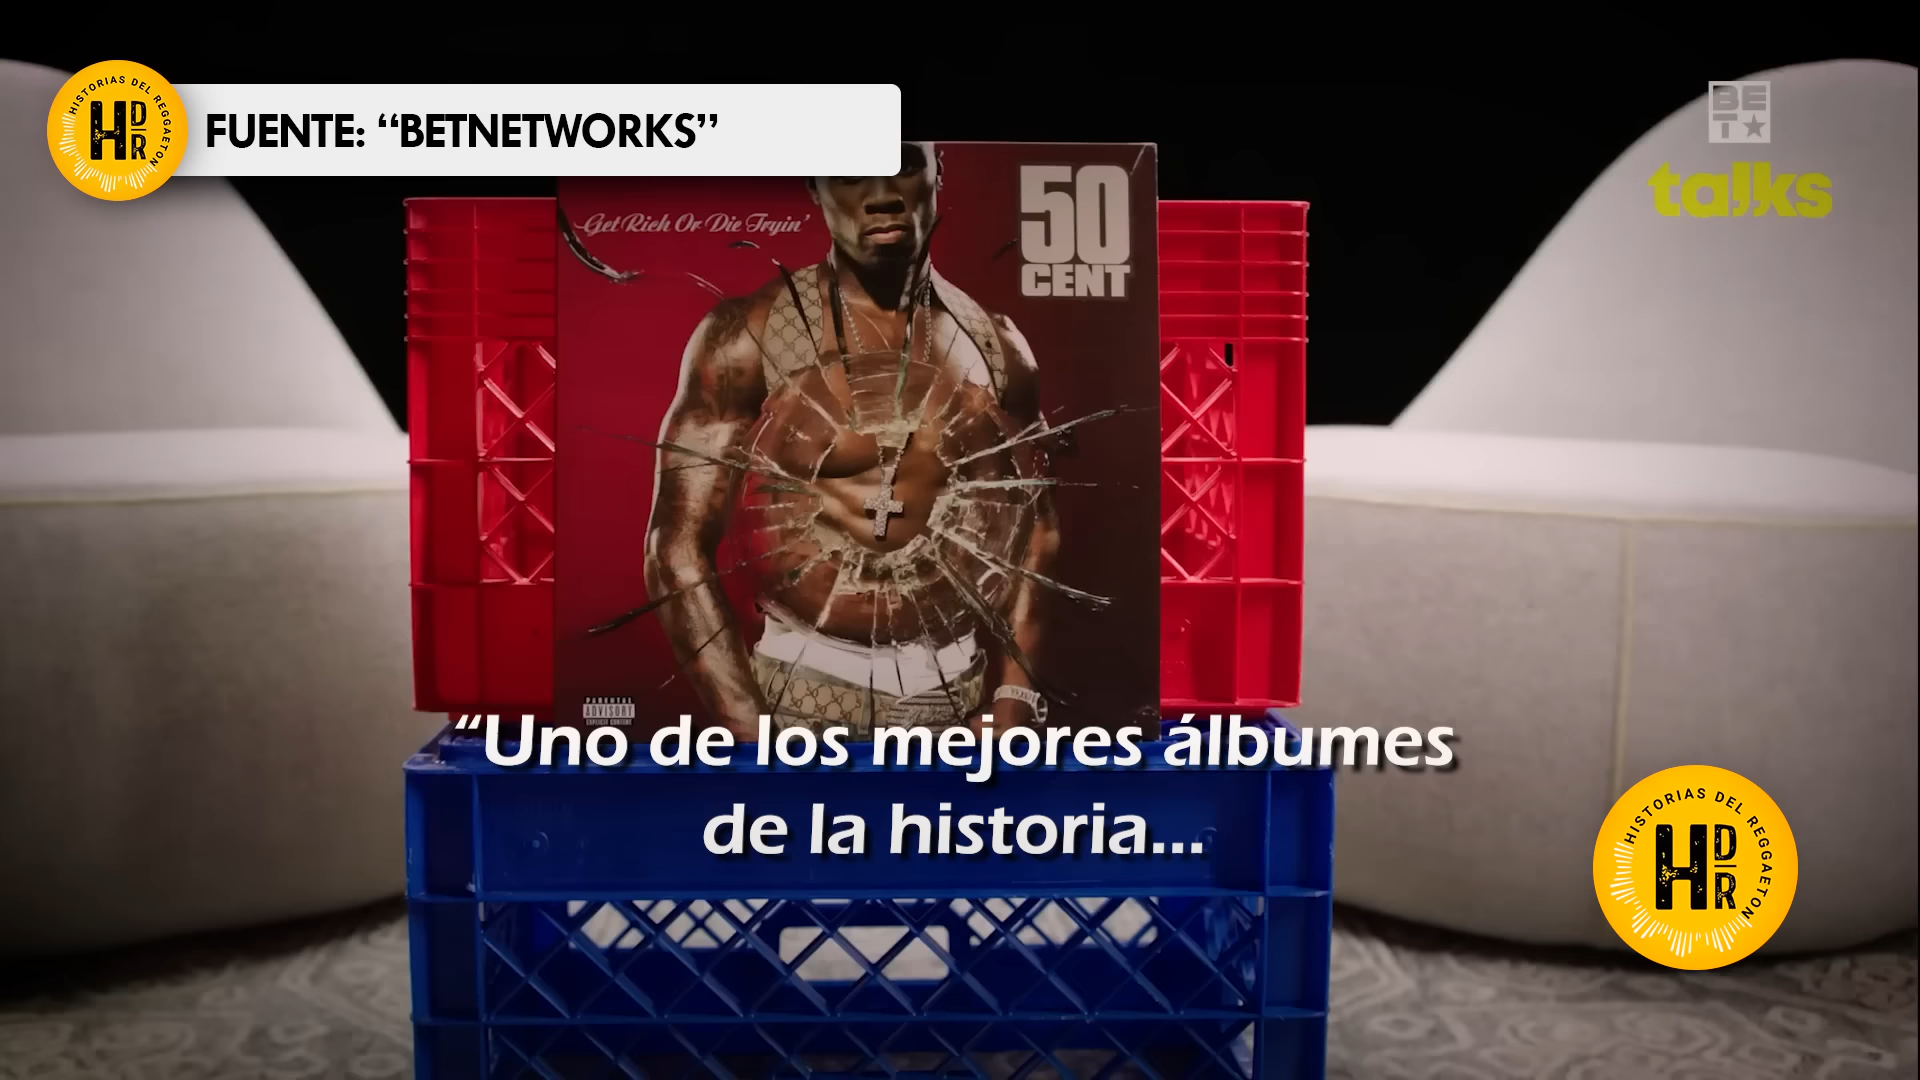 HISTORIAS DEL REGGAETON
HDR
FUENTE: “BETNETWORKS”
BET
talks
Get Rich Or Die Tryin’
50
CENT
PARENTAL
ADVISORY
EXPLICIT CONTENT
“Uno de los mejores álbumes
de la historia...
HISTORIAS DEL REGGAETON
HDR